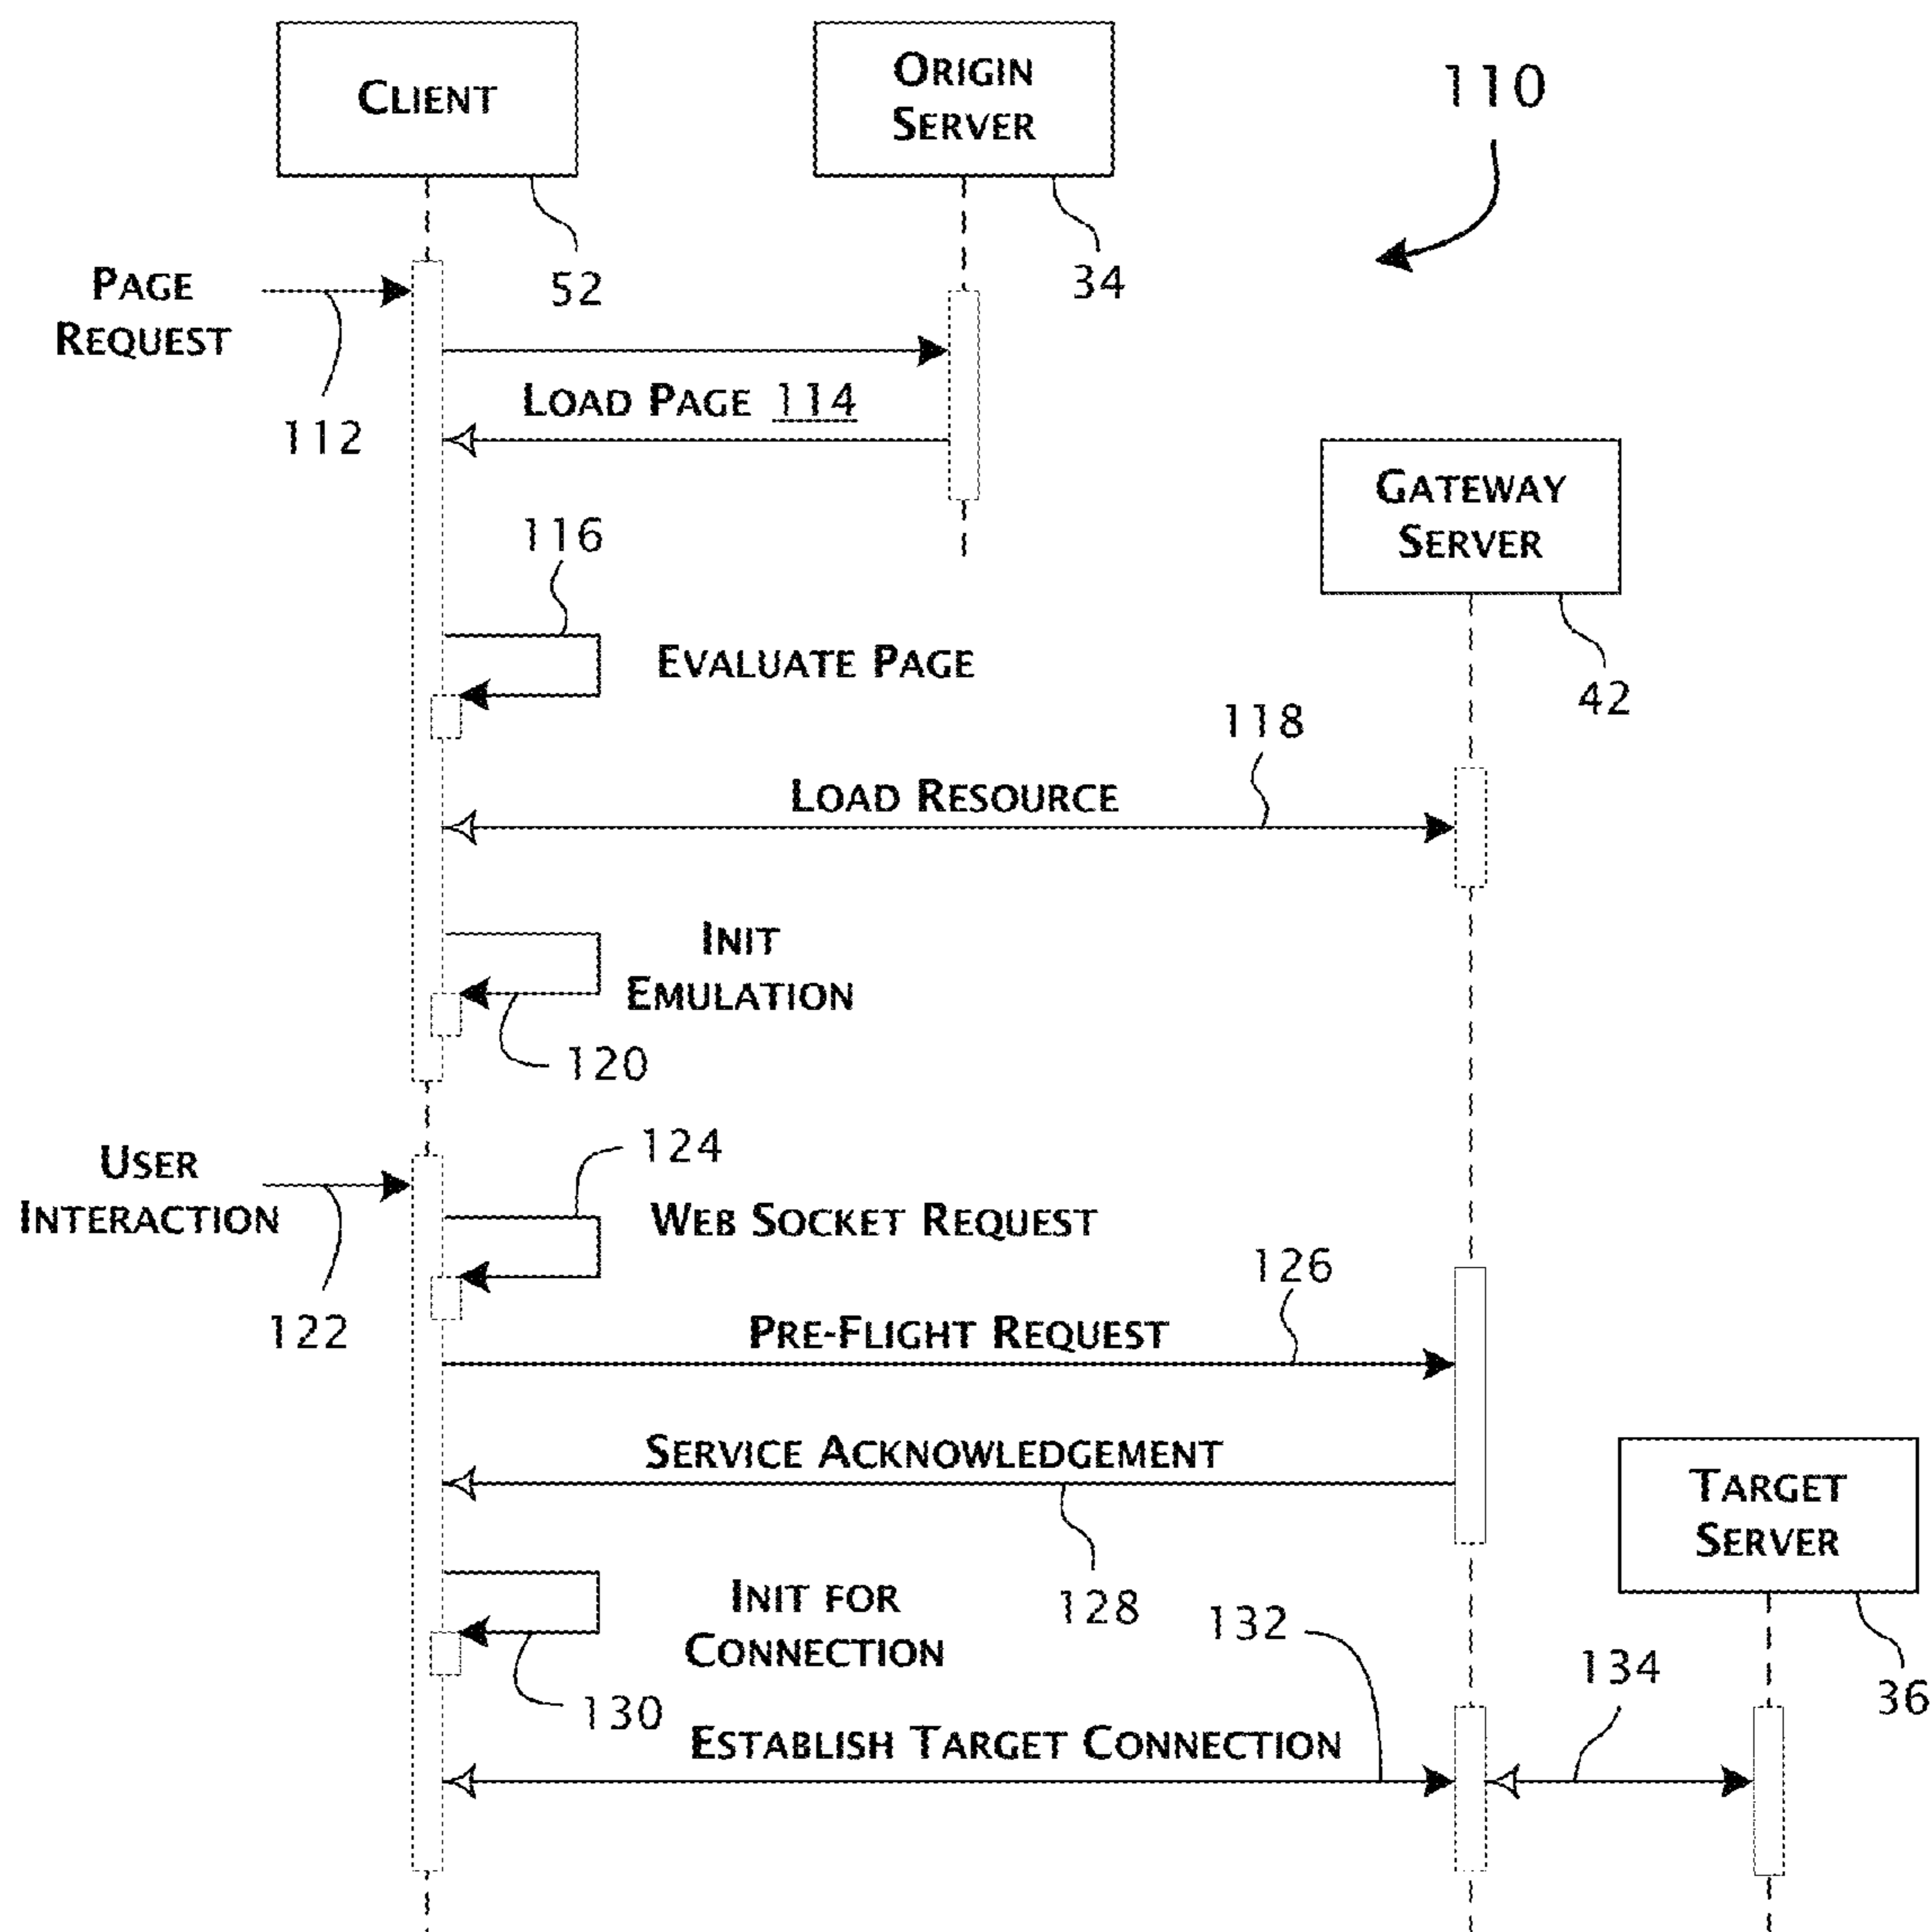 CLIENT
ORIGIN
SERVER
110
52
34
PAGE
REQUEST
112
LOAD PAGE 114
GATEWAY
SERVER
42
116
EVALUATE PAGE
118
LOAD RESOURCE
INIT
EMULATION
120
USER
INTERACTION
122
124
WEB SOCKET REQUEST
126
PRE-FLIGHT REQUEST
SERVICE ACKNOWLEDGEMENT
128
TARGET
SERVER
36
INIT FOR
CONNECTION
130
132
134
ESTABLISH TARGET CONNECTION